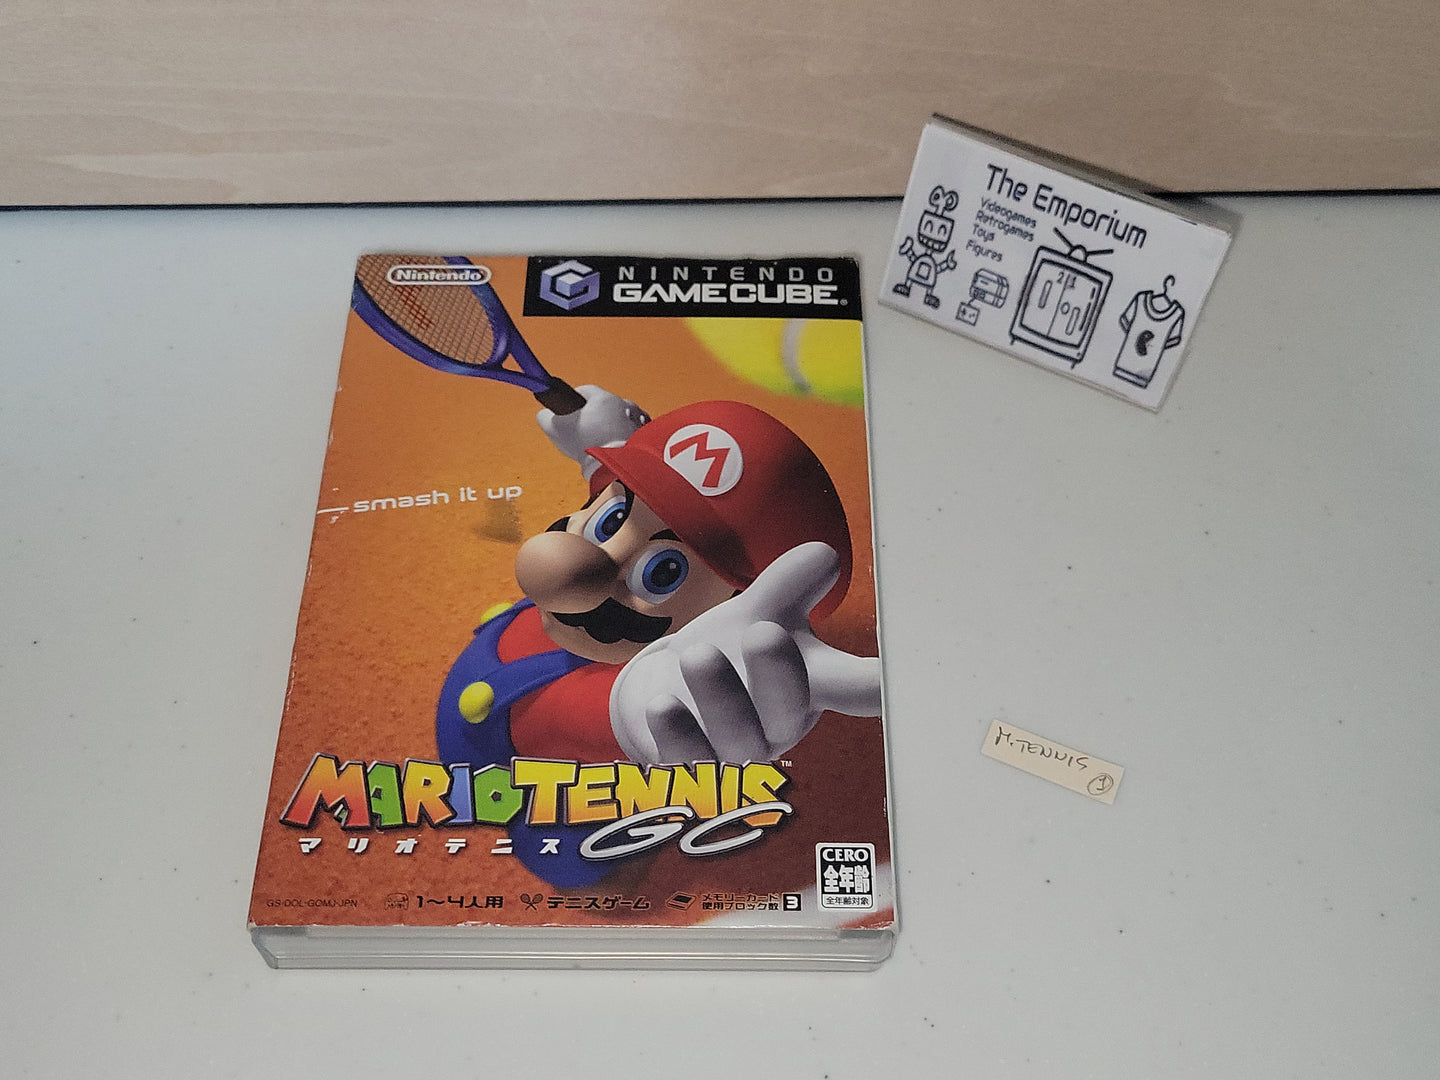 The Emporium
Videogames
Retrogames
Toys
Figures
21
Nintendo
NINTENDO
GAMECUBE®
M
smash it up
MARIO TENNIS™
GC
マリオテニス
M.TENNIS
1
CERO
全年齢
全年齢対象
GS-DOL-GOMJ-JPN
1〜4人用
テニスゲーム
メモリーカード
使用ブロック数 3